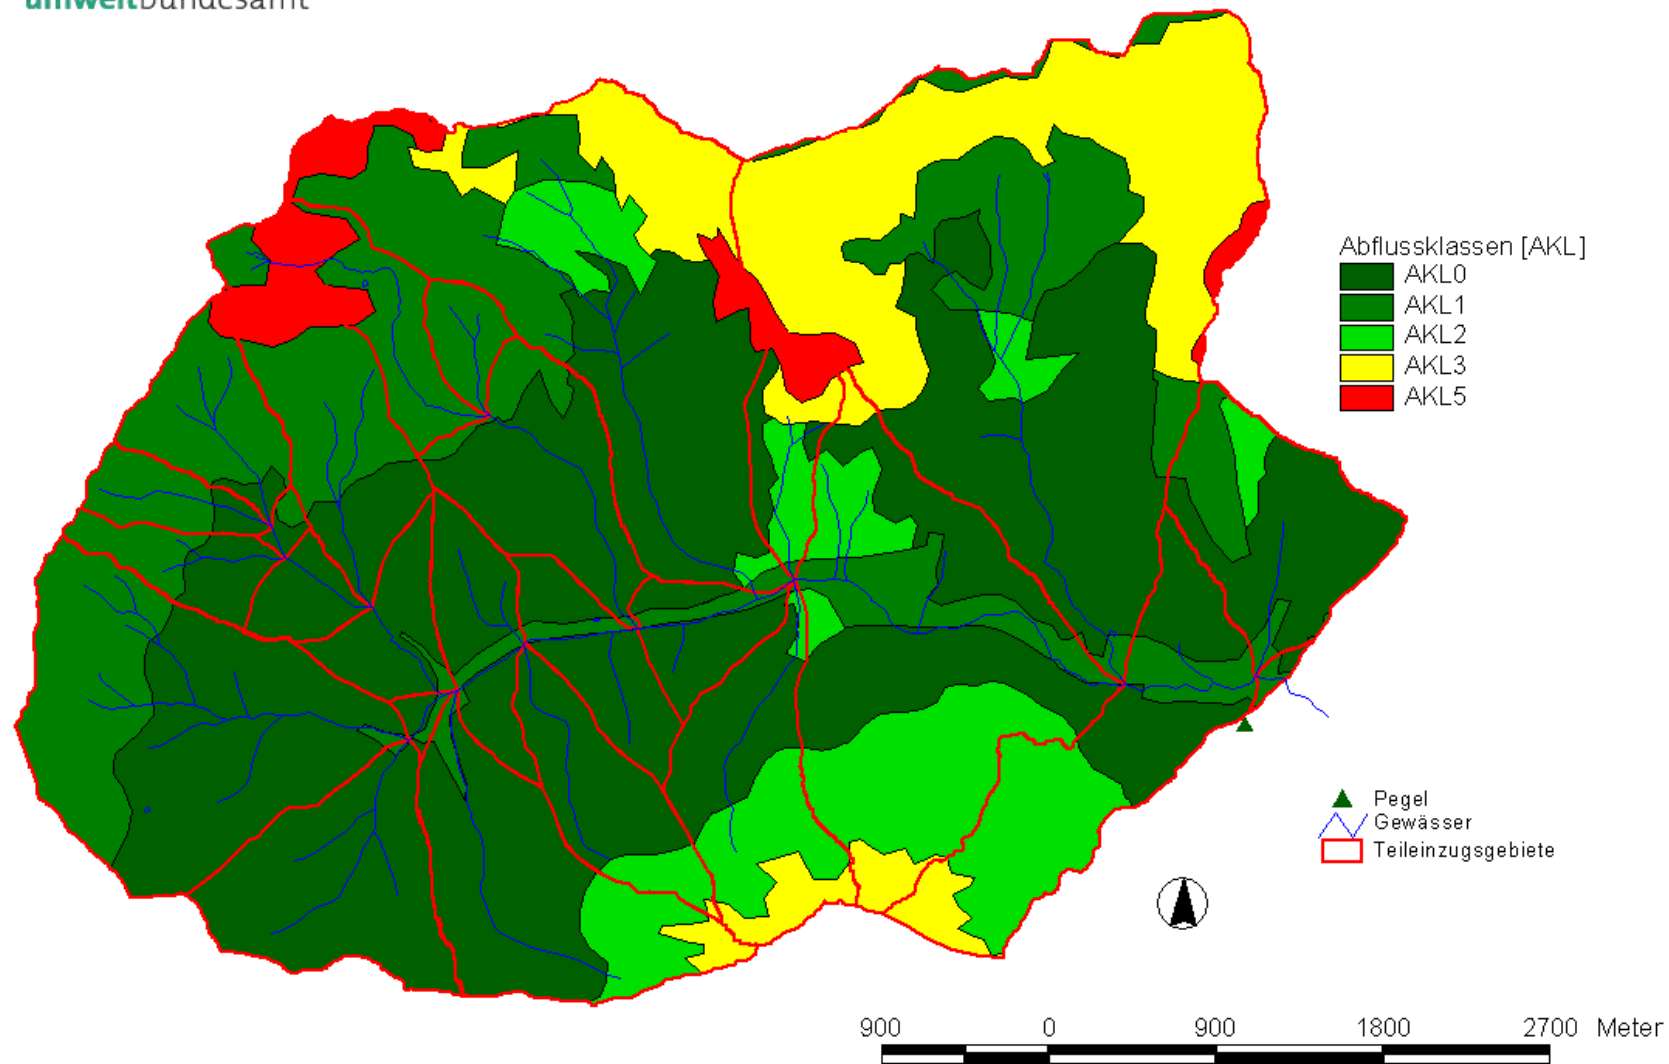 umweltbundesamt
Abflussklassen [AKL]
AKL0
AKL1
AKL2
AKL3
AKL5
Pegel
Gewässer
Teileinzugsgebiete
900 0 900 1800 2700 Meter